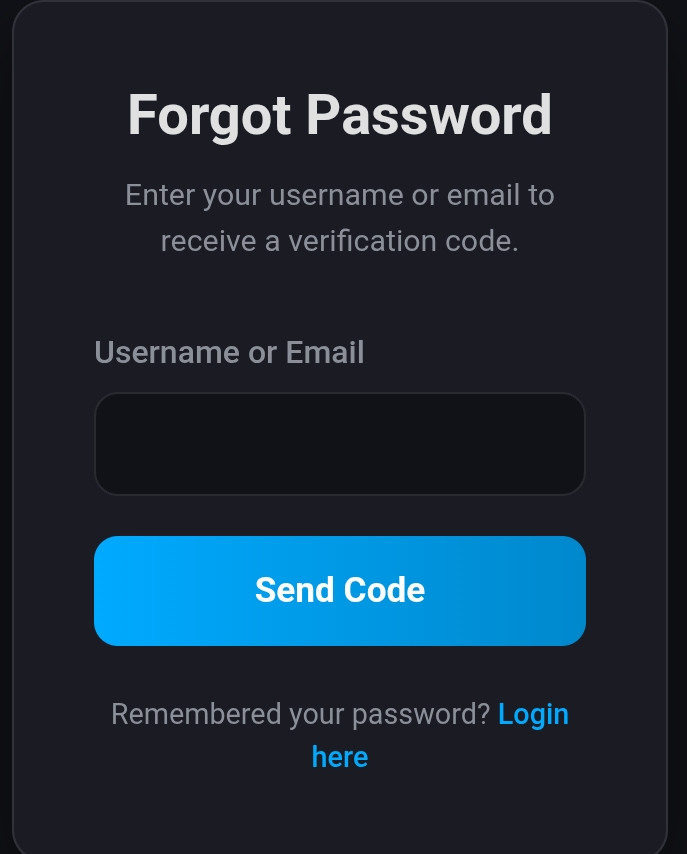 Forgot Password
Enter your username or email to
receive a verification code.
Username or Email
Send Code
Remembered your password? Login
here